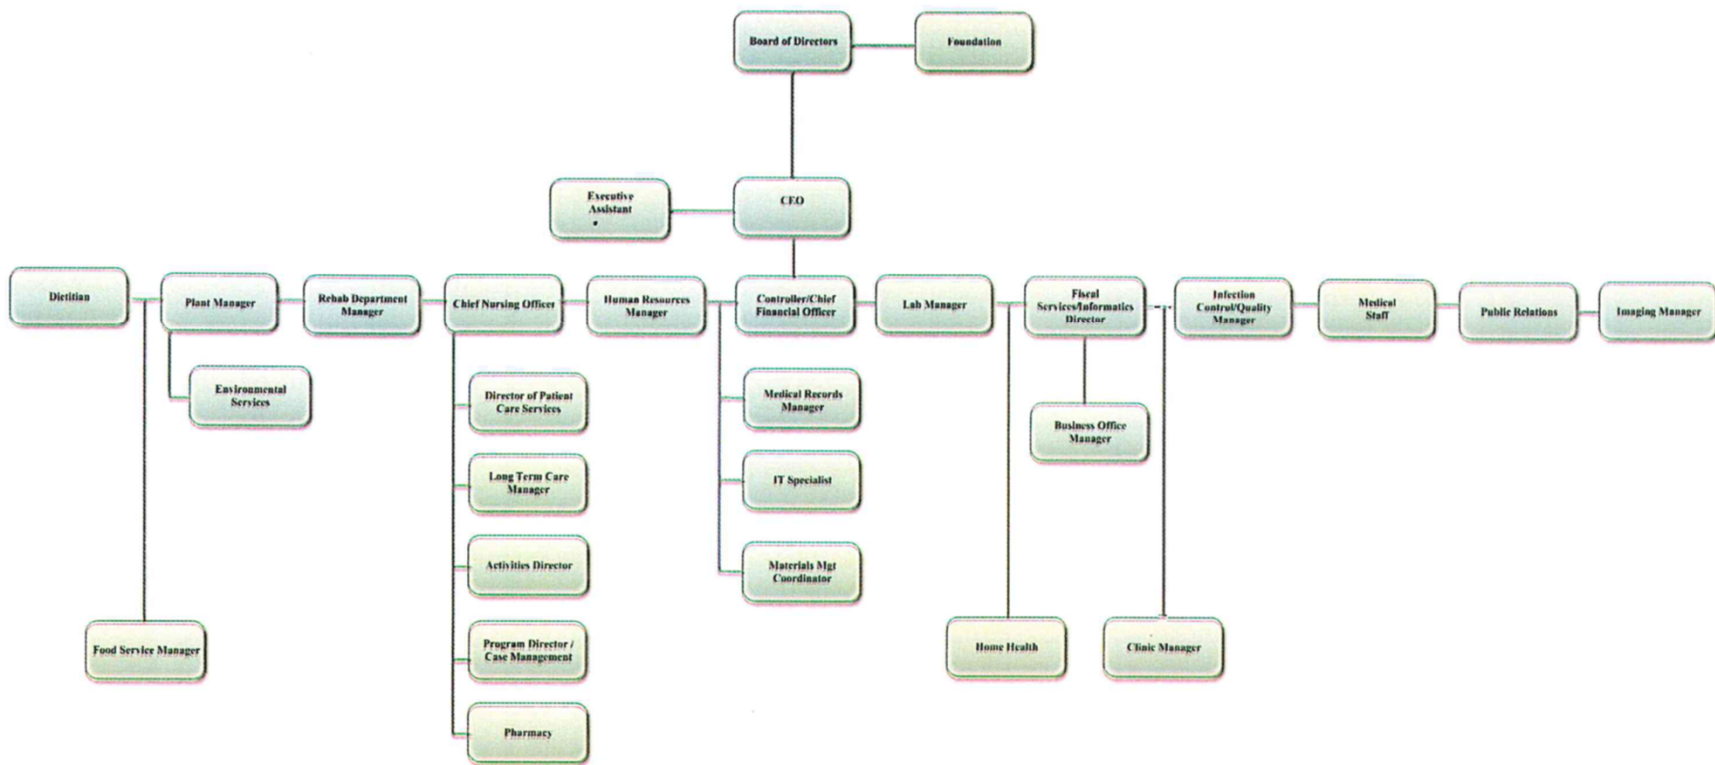 Board of Directors
Foundation
Executive
Assistant
CEO
Dietitian
Plant Manager
Rehab Department
Manager
Chief Nursing Officer
Human Resources
Manager
Controller/Chief
Financial Officer
Lab Manager
Fiscal
Services/Informatics
Director
Infection
Control/Quality
Manager
Medical
Staff
Public Relations
Imaging Manager
Environmental
Services
Director of Patient
Care Services
Medical Records
Manager
Business Office
Manager
Long Term Care
Manager
IT Specialist
Activities Director
Materials Mgt
Coordinator
Food Service Manager
Program Director /
Case Management
Home Health
Clinic Manager
Pharmacy